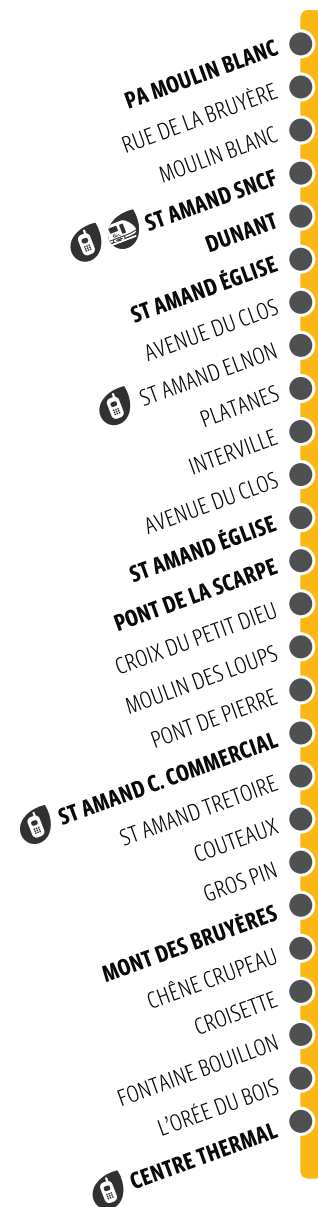 PA MOULIN BLANC
RUE DE LA BRUYÈRE
MOULIN BLANC
ST AMAND SNCF
DUNANT
ST AMAND ÉGLISE
AVENUE DU CLOS
ST AMAND ELNON
PLATANES
INTERVILLE
AVENUE DU CLOS
ST AMAND ÉGLISE
PONT DE LA SCARPE
CROIX DU PETIT DIEU
MOULIN DES LOUPS
PONT DE PIERRE
ST AMAND C. COMMERCIAL
ST AMAND TRETOIRE
COUTEAUX
GROS PIN
MONT DES BRUYÈRES
CHÊNE CRUPEAU
CROISETTE
FONTAINE BOUILLON
L'ORÉE DU BOIS
CENTRE THERMAL